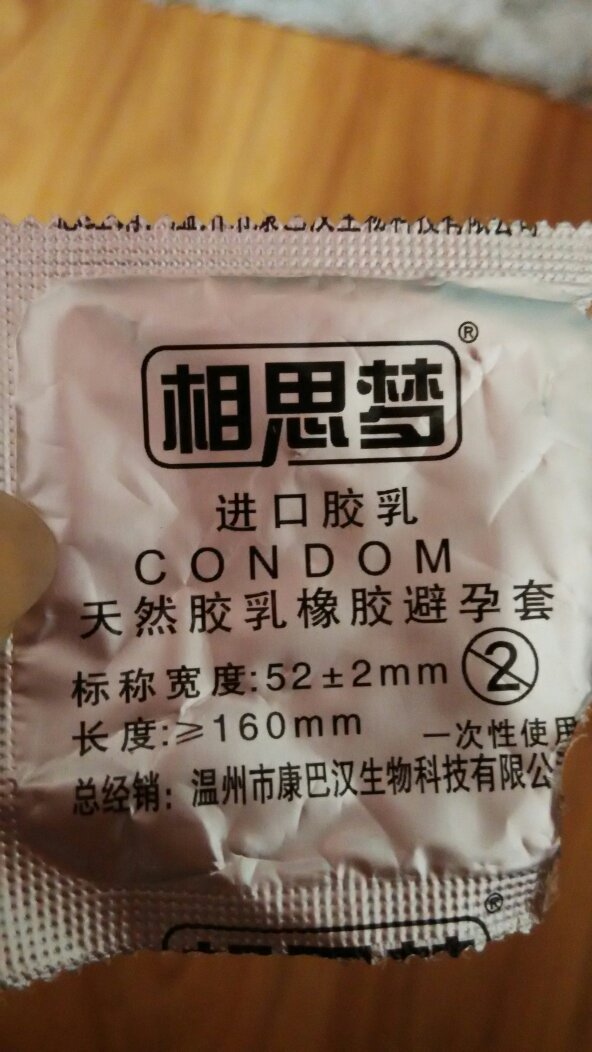 相思梦®
进口胶乳
CONDOM
天然胶乳橡胶避孕套
标称宽度:52±2mm 2
长度:≥160mm 一次性使用
总经销：温州市康巴汉生物科技有限公
®